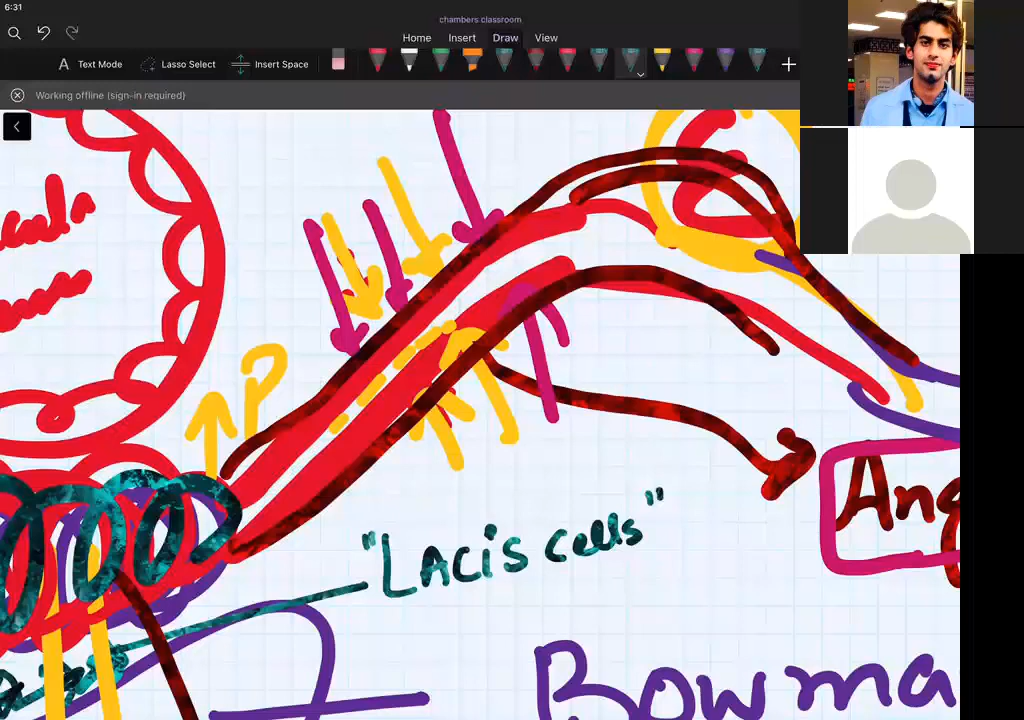 6:31
chambers classroom
Home Insert Draw View
Text Mode Lasso Select Insert Space
Working offline (sign-in required)
P
"LACis cells"
Ang
Bowma